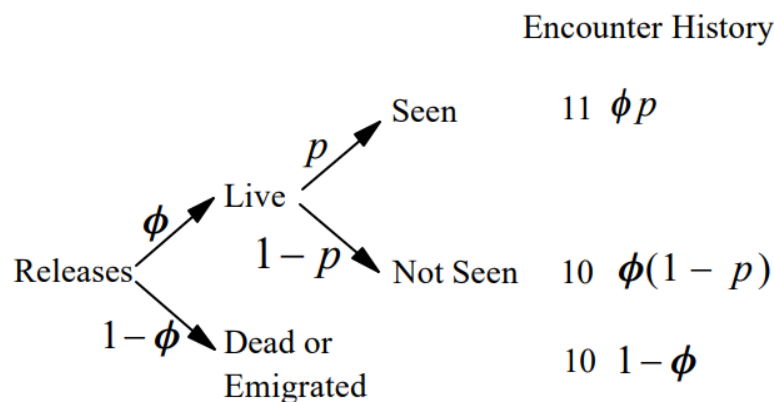 Encounter History
Seen
11 ϕp
p
Live
ϕ
1 − p
Releases
Not Seen
10 ϕ(1 − p)
1 − ϕ
Dead or
Emigrated
10 1 − ϕ